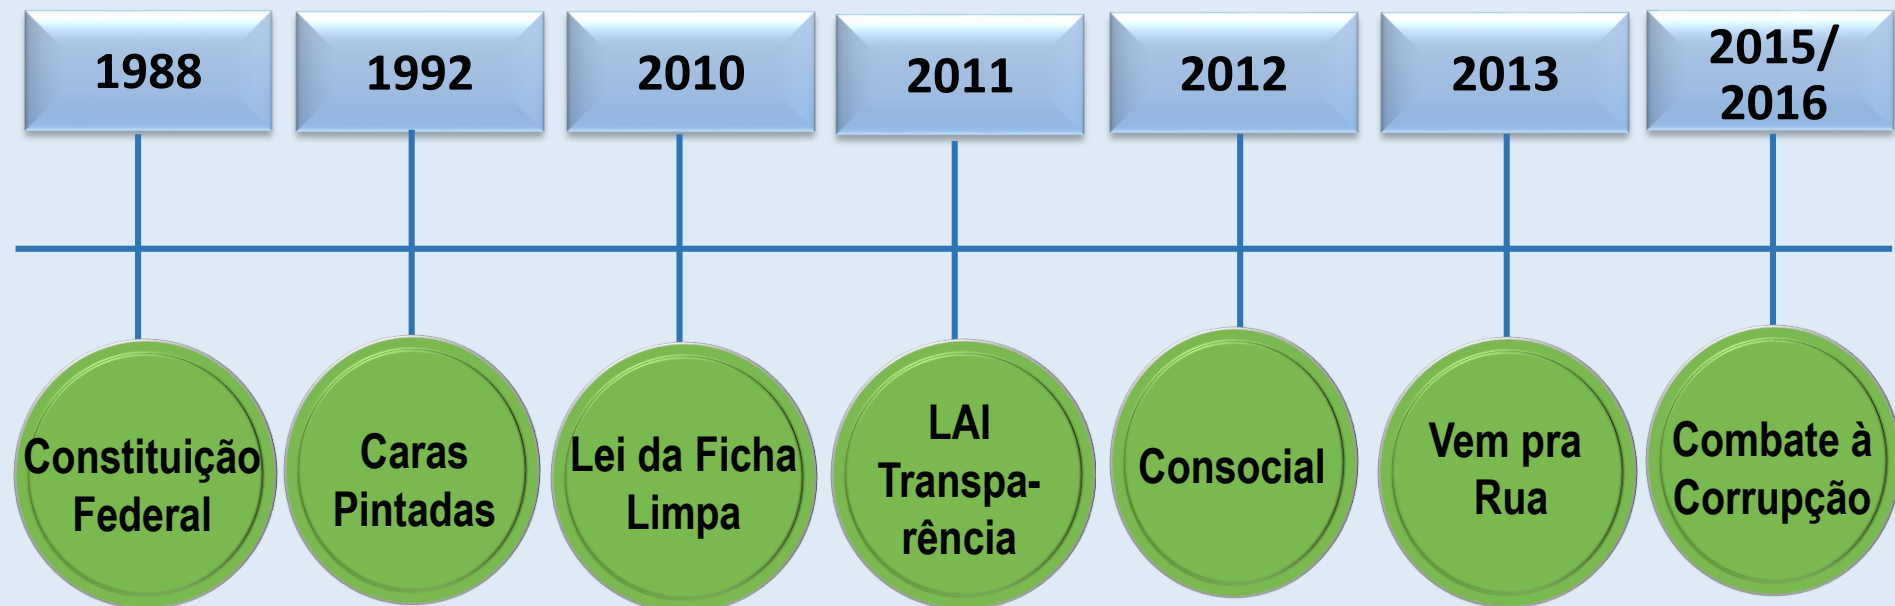 1988
1992
2010
2011
2012
2013
2015/
2016
Constituição
Federal
Caras
Pintadas
Lei da Ficha
Limpa
LAI
Transpa-
rência
Consocial
Vem pra
Rua
Combate à
Corrupção